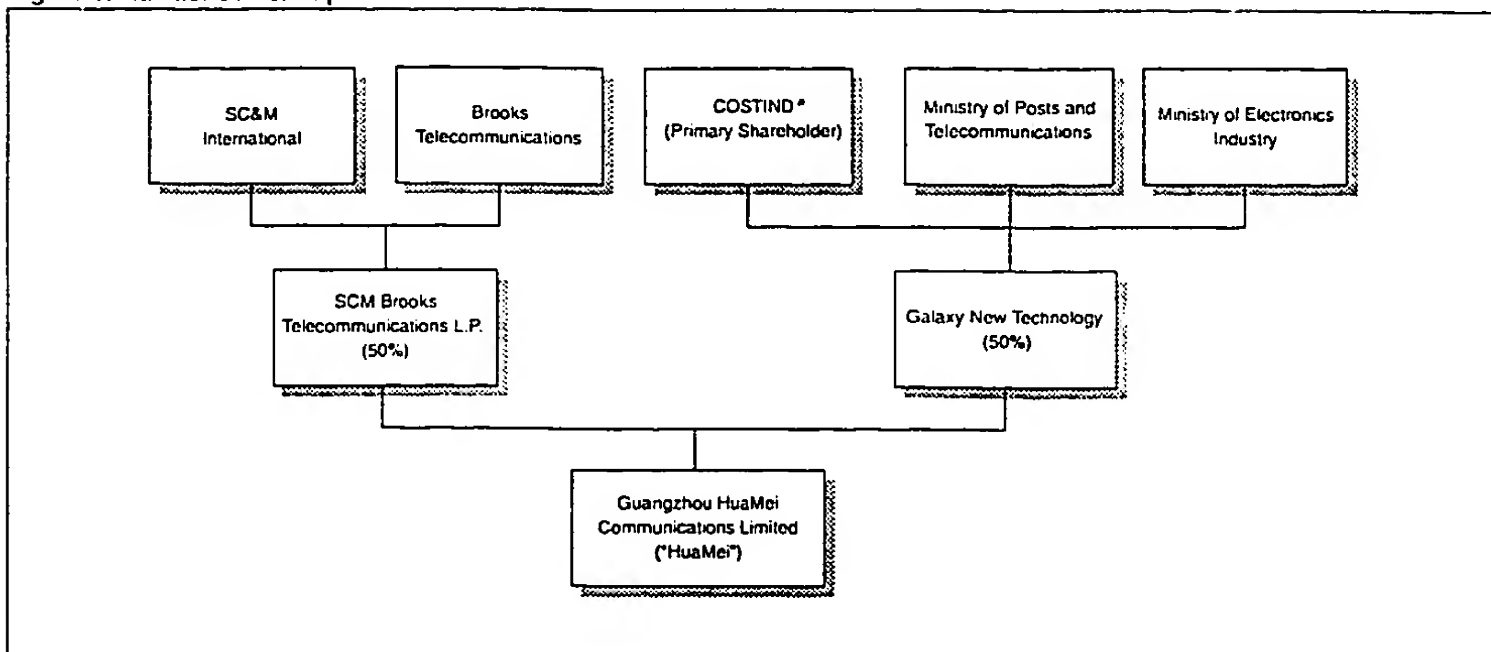 SC&M
International
Brooks
Telecommunications
COSTIND a
(Primary Shareholder)
Ministry of Posts and
Telecommunications
Ministry of Electronics
Industry
SCM Brooks
Telecommunications L.P.
(50%)
Galaxy New Technology
(50%)
Guangzhou HuaMei
Communications Limited
("HuaMei")